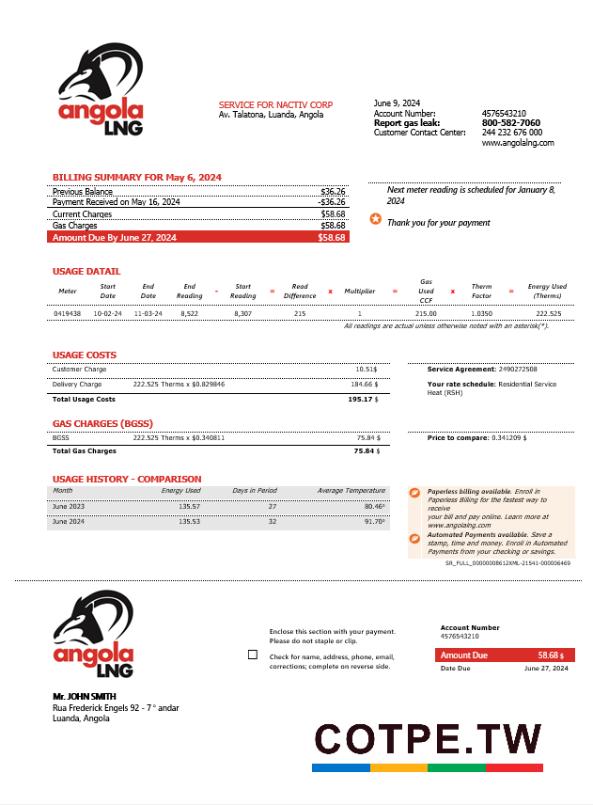 angola
LNG
SERVICE FOR NACTIV CORP
Av. Talatona, Luanda, Angola
June 9, 2024
Account Number: 4576543210
Report gas leak: 800-582-7060
Customer Contact Center: 244 232 676 000
www.angolalng.com
BILLING SUMMARY FOR May 6, 2024
Previous Balance $36.26
Payment Received on May 16, 2024 -$36.26
Current Charges $58.68
Gas Charges $58.68
Amount Due By June 27, 2024 $58.68
Next meter reading is scheduled for January 8,
2024
Thank you for your payment
USAGE DATAIL
Meter Start Date End Date End Reading - Start Reading = Read Difference x Multiplier = Gas Used CCF x Therm Factor = Energy Used (Therms)
0419438 10-02-24 11-03-24 8,522 8,307 215 1 215.00 1.0350 222.525
All readings are actual unless otherwise noted with an asterisk(*).
USAGE COSTS
Customer Charge 10.51$
Delivery Charge 222.525 Therms x $0.829846 184.66 $
Total Usage Costs 195.17 $
Service Agreement: 2490272508
Your rate schedule: Residential Service
Heat (RSH)
GAS CHARGES (BGSS)
BGSS 222.525 Therms x $0.340811 75.84 $
Total Gas Charges 75.84 $
Price to compare: 0.341209 $
USAGE HISTORY - COMPARISON
Month Energy Used Days in Period Average Temperature
June 2023 135.57 27 80.46°
June 2024 135.53 32 91.70°
Paperless billing available. Enroll in
Paperless Billing for the fastest way to
receive
your bill and pay online. Learn more at
www.angolalng.com
Automated Payments available. Save a
stamp, time and money. Enroll in Automated
Payments from your checking or savings.
SR_FULL_00000008612XML-21541-000006469
angola
LNG
Enclose this section with your payment.
Please do not staple or clip.
Check for name, address, phone, email,
corrections; complete on reverse side.
Account Number
4576543210
Amount Due 58.68 $
Date Due June 27, 2024
Mr. JOHN SMITH
Rua Frederick Engels 92 - 7 ° andar
Luanda, Angola
COTPE.TW